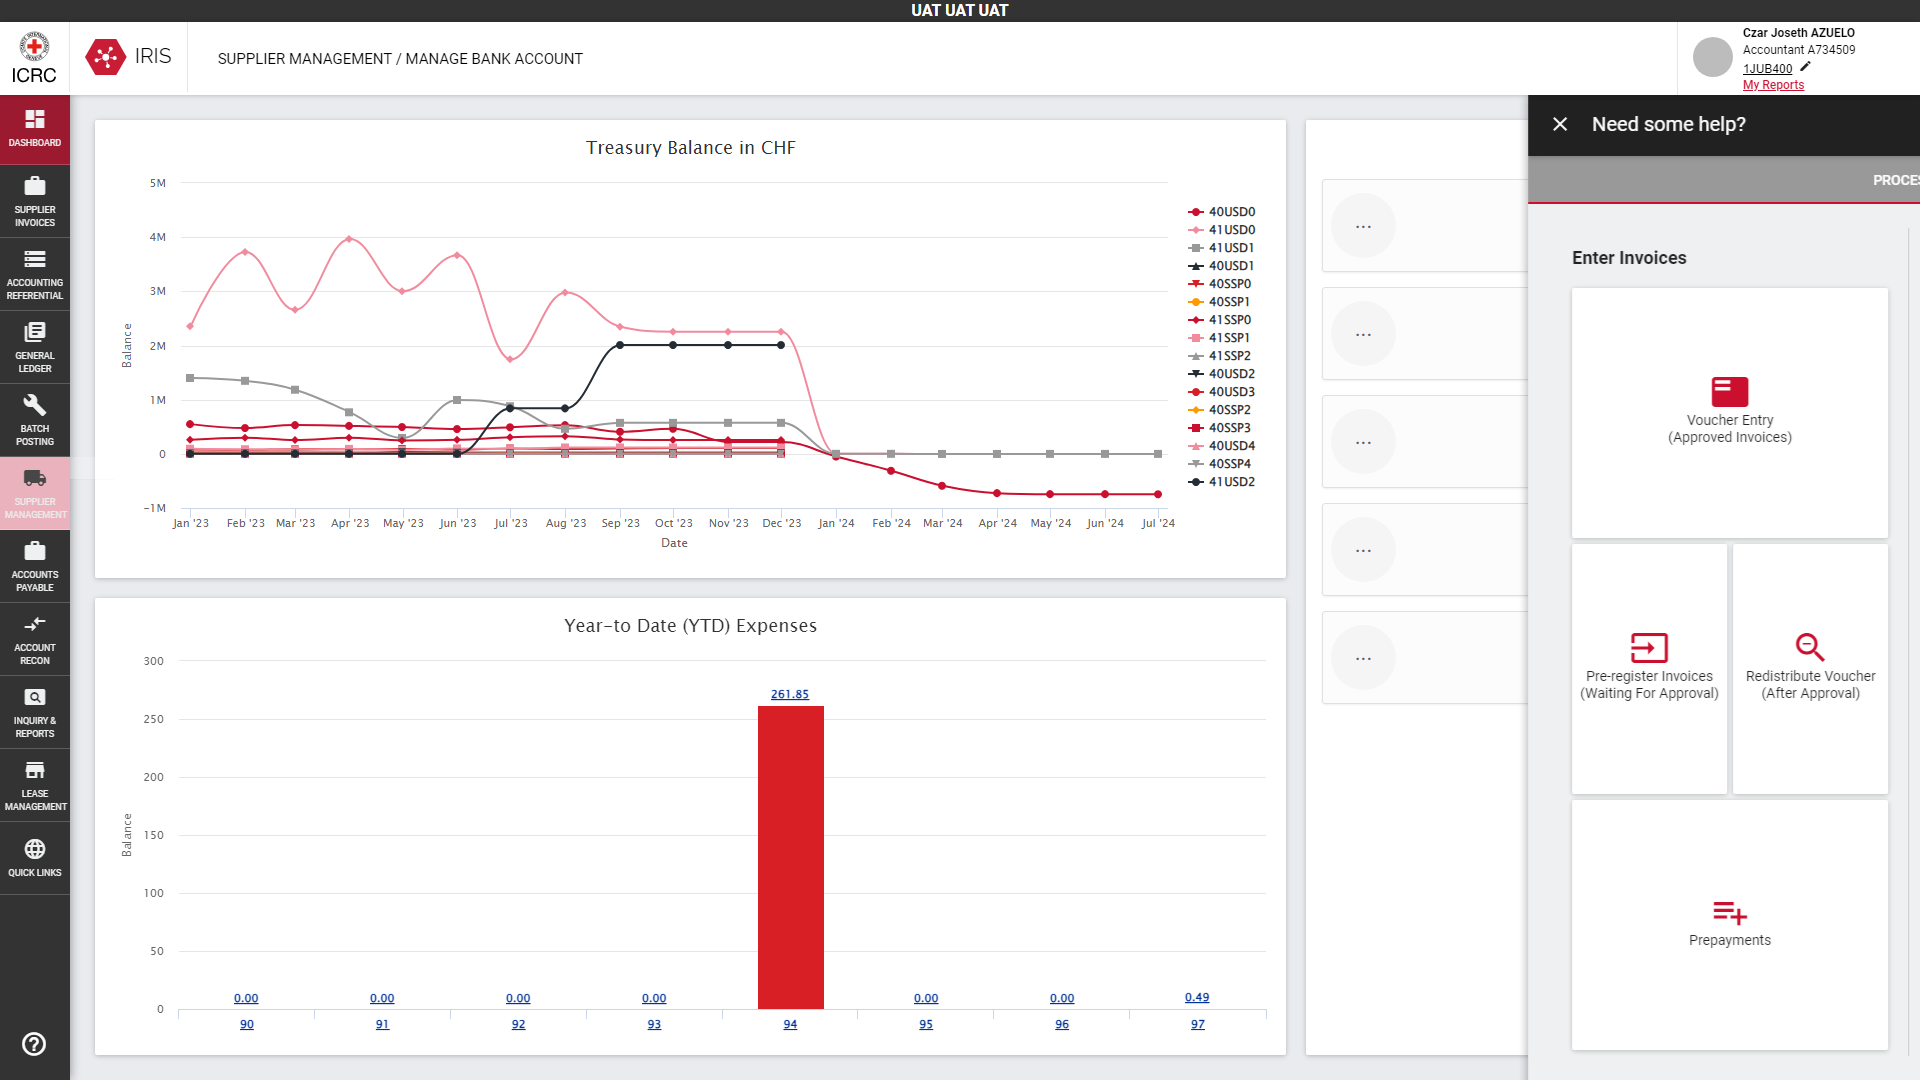 UAT UAT UAT
ICRC
IRIS
SUPPLIER MANAGEMENT / MANAGE BANK ACCOUNT
Czar Joseth AZUELO
Accountant A734509
1JUB400
My Reports
DASHBOARD
SUPPLIER
INVOICES
ACCOUNTING
REFERENTIAL
GENERAL
LEDGER
BATCH
POSTING
SUPPLIER
MANAGEMENT
ACCOUNTS
PAYABLE
ACCOUNT
RECON
INQUIRY &
REPORTS
LEASE
MANAGEMENT
QUICK LINKS
Treasury Balance in CHF
5M
4M
3M
2M
1M
0
-1M
Balance
Jan '23 Feb '23 Mar '23 Apr '23 May '23 Jun '23 Jul '23 Aug '23 Sep '23 Oct '23 Nov '23 Dec '23 Jan '24 Feb '24 Mar '24 Apr '24 May '24 Jun '24 Jul '24
Date
40USD0
41USD0
41USD1
40USD1
40SSP0
40SSP1
41SSP0
41SSP1
41SSP2
40USD2
40USD3
40SSP2
40SSP3
40USD4
40SSP4
41USD2
Year-to Date (YTD) Expenses
300
250
200
150
100
50
0
Balance
0.00 0.00 0.00 0.00 261.85 0.00 0.00 0.49
90 91 92 93 94 95 96 97
...
...
...
...
...
Need some help?
PROCES
Enter Invoices
Voucher Entry
(Approved Invoices)
Pre-register Invoices
(Waiting For Approval)
Redistribute Voucher
(After Approval)
Prepayments